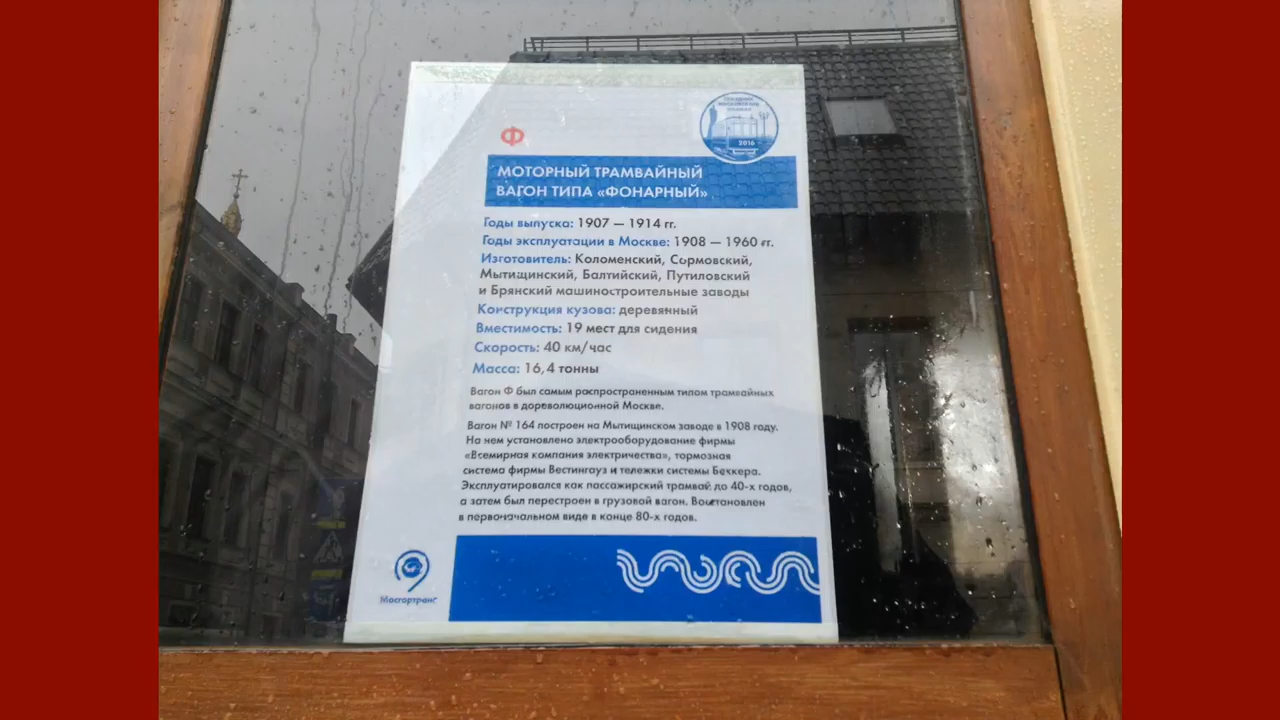 ПРАЗДНИК
МОСКОВСКОГО
ТРАМВАЯ
2016
Ф
МОТОРНЫЙ ТРАМВАЙНЫЙ
ВАГОН ТИПА «ФОНАРНЫЙ»
Годы выпуска: 1907 — 1914 гг.
Годы эксплуатации в Москве: 1908 — 1960 гг.
Изготовитель: Коломенский, Сормовский,
Мытищинский, Балтийский, Путиловский
и Брянский машиностроительные заводы
Конструкция кузова: деревянный
Вместимость: 19 мест для сидения
Скорость: 40 км/час
Масса: 16,4 тонны
Вагон Ф был самым распространенным типом трамвайных
вагонов в дореволюционной Москве.
Вагон № 164 построен на Мытищинском заводе в 1908 году.
На нем установлено электрооборудование фирмы
«Всемирная компания электричества», тормозная
система фирмы Вестингауз и тележки системы Беккера.
Эксплуатировался как пассажирский трамвай до 40-х годов,
а затем был перестроен в грузовой вагон. Восстановлен
в первоначальном виде в конце 80-х годов.
Мосгортранс